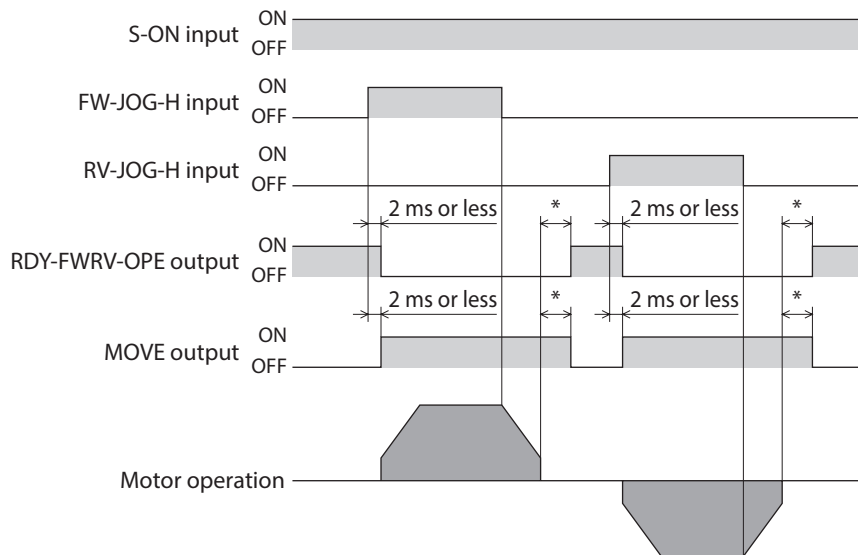 ON
S-ON input
OFF
ON
FW-JOG-H input
OFF
ON
RV-JOG-H input
OFF
2 ms or less * 2 ms or less *
ON
RDY-FWRV-OPE output
OFF
2 ms or less * 2 ms or less *
ON
MOVE output
OFF
Motor operation